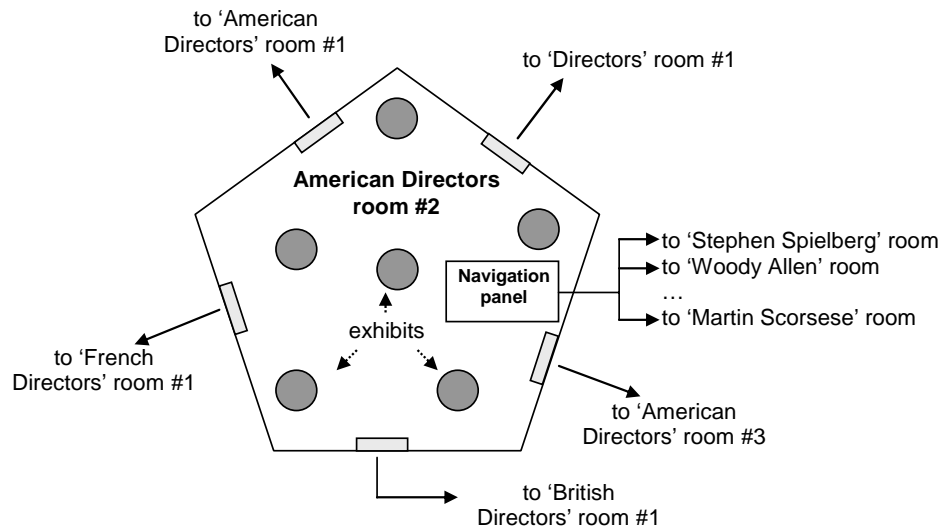 to ‘American
Directors’ room #1
to ‘Directors’ room #1
American Directors
room #2
to ‘Stephen Spielberg’ room
to ‘Woody Allen’ room
…
to ‘Martin Scorsese’ room
Navigation
panel
exhibits
to ‘French
Directors’ room #1
to ‘American
Directors’ room #3
to ‘British
Directors’ room #1